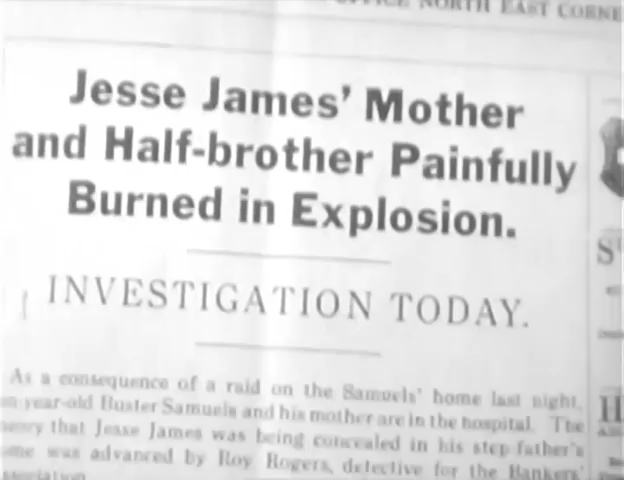 OFFICE NORTH EAST CORNE
Jesse James' Mother
and Half-brother Painfully
Burned in Explosion.
INVESTIGATION TODAY.
As a consequence of a raid on the Samuels' home last night,
year-old Buster Samuels and his mother are in the hospital. The
that Jesse James was being concealed in his step father's
was advanced by Roy Rogers, detective for the Bankers'
S
H